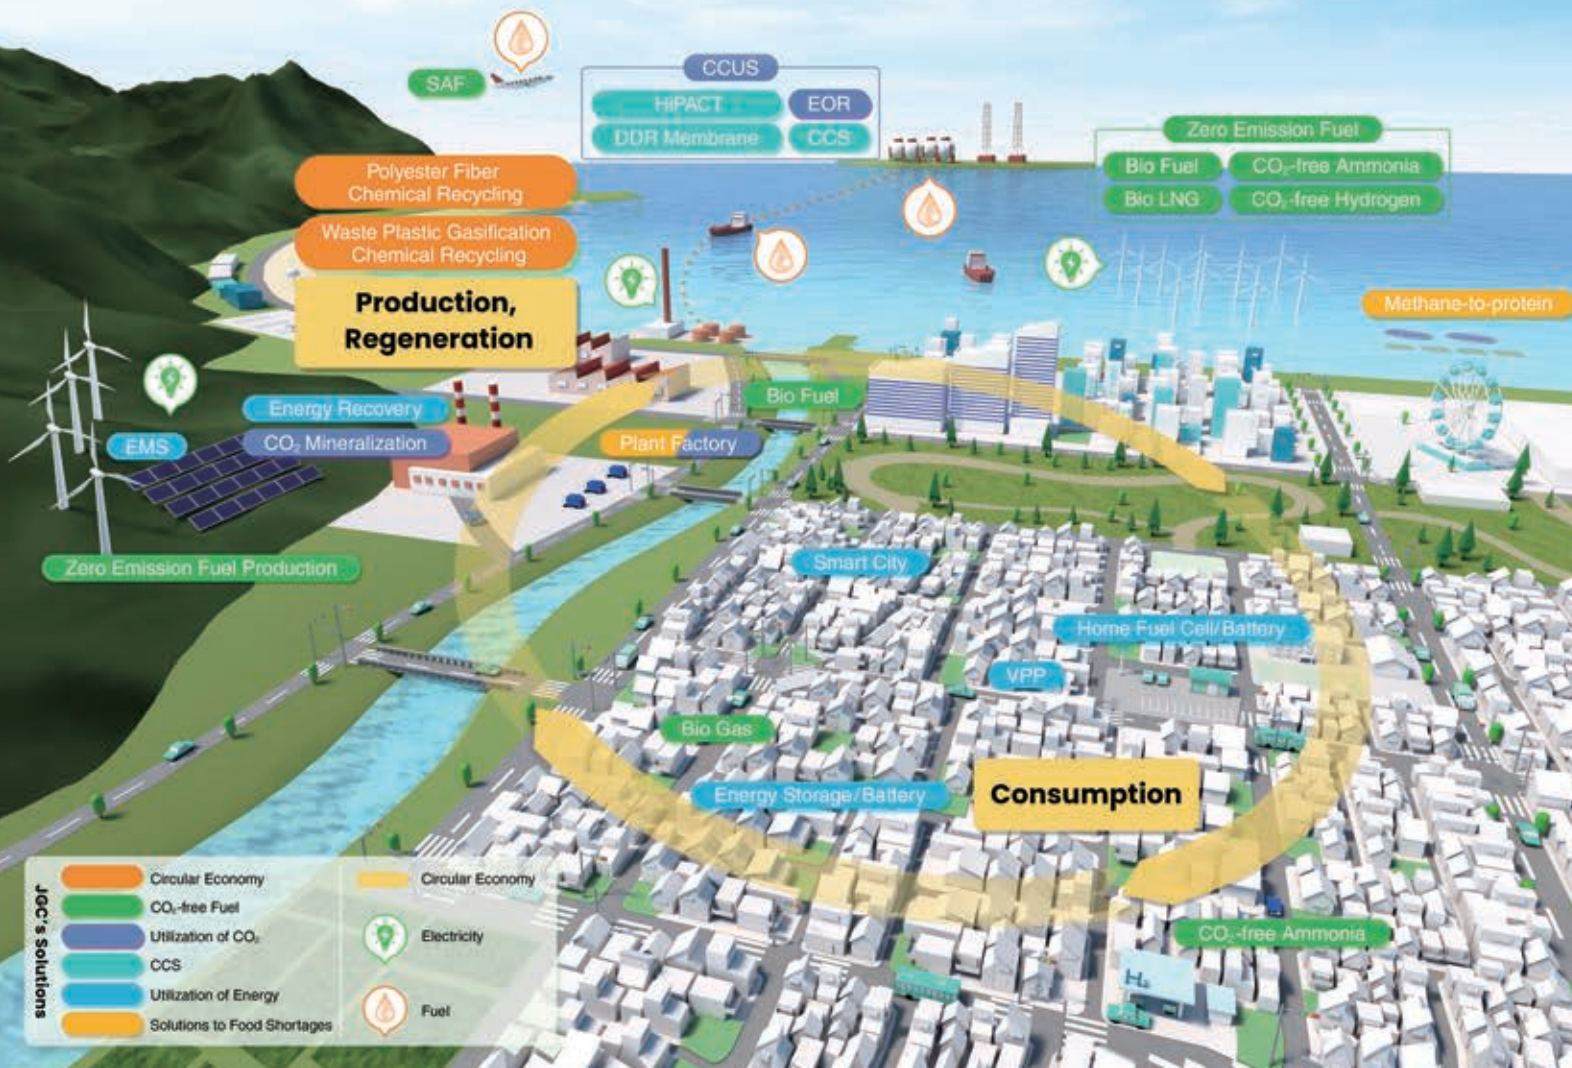 SAF
CCUS
HiPACT
EOR
DDR Membrane
CCS
Zero Emission Fuel
Bio Fuel
CO₂-free Ammonia
Bio LNG
CO₂-free Hydrogen
Polyester Fiber
Chemical Recycling
Waste Plastic Gasification
Chemical Recycling
Production,
Regeneration
Methane-to-protein
Bio Fuel
Energy Recovery
EMS
CO₂ Mineralization
Plant Factory
Zero Emission Fuel Production
Smart City
Home Fuel Cell/Battery
VPP
Bio Gas
Energy Storage/Battery
Consumption
CO₂-free Ammonia
H₂
JGC's Solutions
Circular Economy
CO₂-free Fuel
Utilization of CO₂
CCS
Utilization of Energy
Solutions to Food Shortages
Circular Economy
Electricity
Fuel